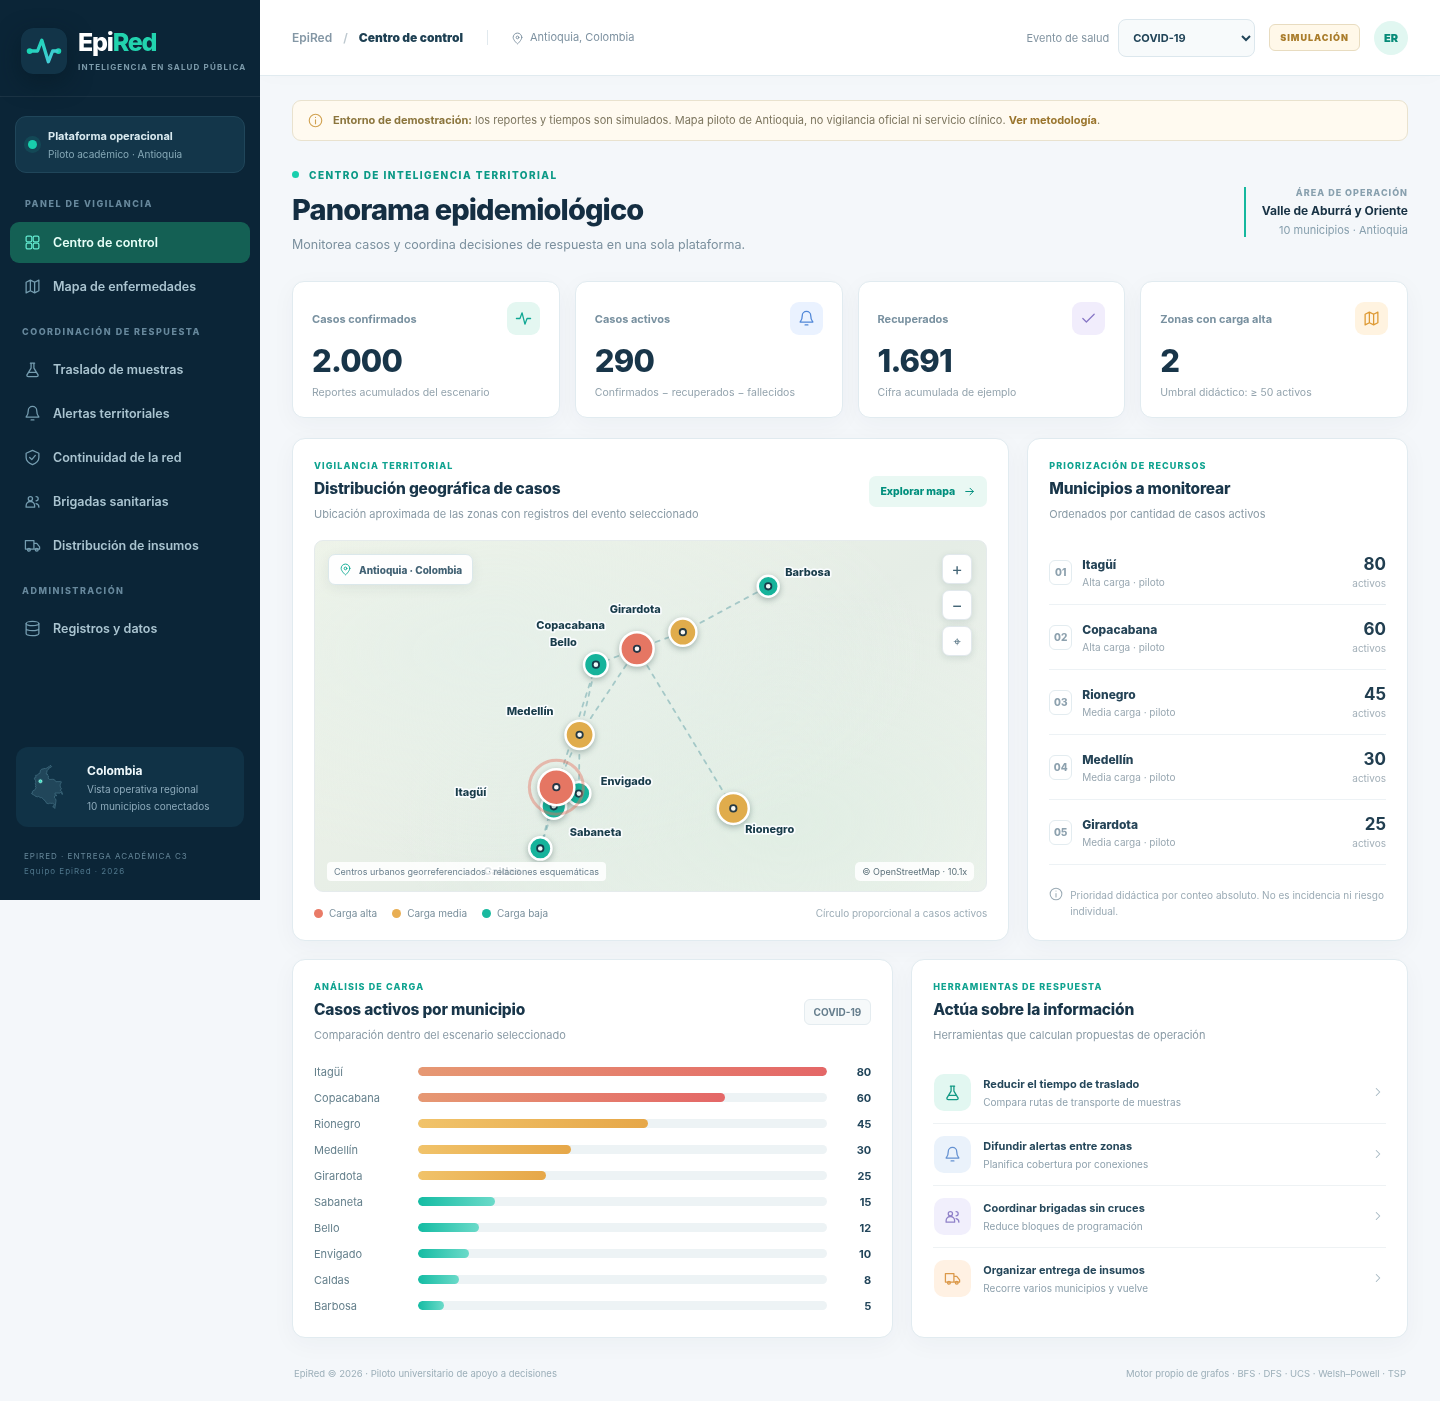 EpiRed
INTELIGENCIA EN SALUD PÚBLICA
Plataforma operacional
Piloto académico · Antioquia
PANEL DE VIGILANCIA
Centro de control
Mapa de enfermedades
COORDINACIÓN DE RESPUESTA
Traslado de muestras
Alertas territoriales
Continuidad de la red
Brigadas sanitarias
Distribución de insumos
ADMINISTRACIÓN
Registros y datos
Colombia
Vista operativa regional
10 municipios conectados
EPIRED · ENTREGA ACADÉMICA C3
Equipo EpiRed · 2026
EpiRed / Centro de control
Antioquia, Colombia
Evento de salud
COVID-19
SIMULACIÓN
ER
Entorno de demostración: los reportes y tiempos son simulados. Mapa piloto de Antioquia, no vigilancia oficial ni servicio clínico. Ver metodología.
CENTRO DE INTELIGENCIA TERRITORIAL
Panorama epidemiológico
Monitorea casos y coordina decisiones de respuesta en una sola plataforma.
ÁREA DE OPERACIÓN
Valle de Aburrá y Oriente
10 municipios · Antioquia
Casos confirmados
2.000
Reportes acumulados del escenario
Casos activos
290
Confirmados − recuperados − fallecidos
Recuperados
1.691
Cifra acumulada de ejemplo
Zonas con carga alta
2
Umbral didáctico: ≥ 50 activos
VIGILANCIA TERRITORIAL
Distribución geográfica de casos
Ubicación aproximada de las zonas con registros del evento seleccionado
Explorar mapa →
Antioquia · Colombia
+
−
⌖
Barbosa
Girardota
Copacabana
Bello
Medellín
Envigado
Itagüí
Sabaneta
Rionegro
Centros urbanos georreferenciados · relaciones esquemáticas
© OpenStreetMap · 10.1x
Carga alta
Carga media
Carga baja
Círculo proporcional a casos activos
PRIORIZACIÓN DE RECURSOS
Municipios a monitorear
Ordenados por cantidad de casos activos
01 Itagüí 80
Alta carga · piloto activos
02 Copacabana 60
Alta carga · piloto activos
03 Rionegro 45
Media carga · piloto activos
04 Medellín 30
Media carga · piloto activos
05 Girardota 25
Media carga · piloto activos
Prioridad didáctica por conteo absoluto. No es incidencia ni riesgo
individual.
ANÁLISIS DE CARGA
Casos activos por municipio
Comparación dentro del escenario seleccionado
COVID-19
Itagüí 80
Copacabana 60
Rionegro 45
Medellín 30
Girardota 25
Sabaneta 15
Bello 12
Envigado 10
Caldas 8
Barbosa 5
HERRAMIENTAS DE RESPUESTA
Actúa sobre la información
Herramientas que calculan propuestas de operación
Reducir el tiempo de traslado
Compara rutas de transporte de muestras
Difundir alertas entre zonas
Planifica cobertura por conexiones
Coordinar brigadas sin cruces
Reduce bloques de programación
Organizar entrega de insumos
Recorre varios municipios y vuelve
EpiRed © 2026 · Piloto universitario de apoyo a decisiones
Motor propio de grafos · BFS · DFS · UCS · Welsh–Powell · TSP